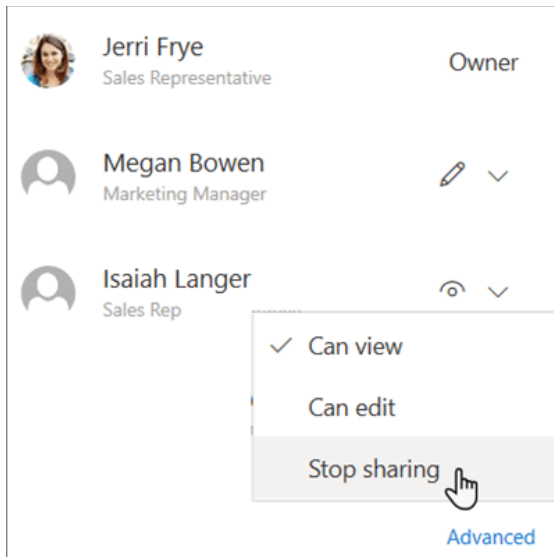 Jerri Frye
Sales Representative
Owner
Megan Bowen
Marketing Manager
Isaiah Langer
Sales Rep
Can view
Can edit
Stop sharing
Advanced